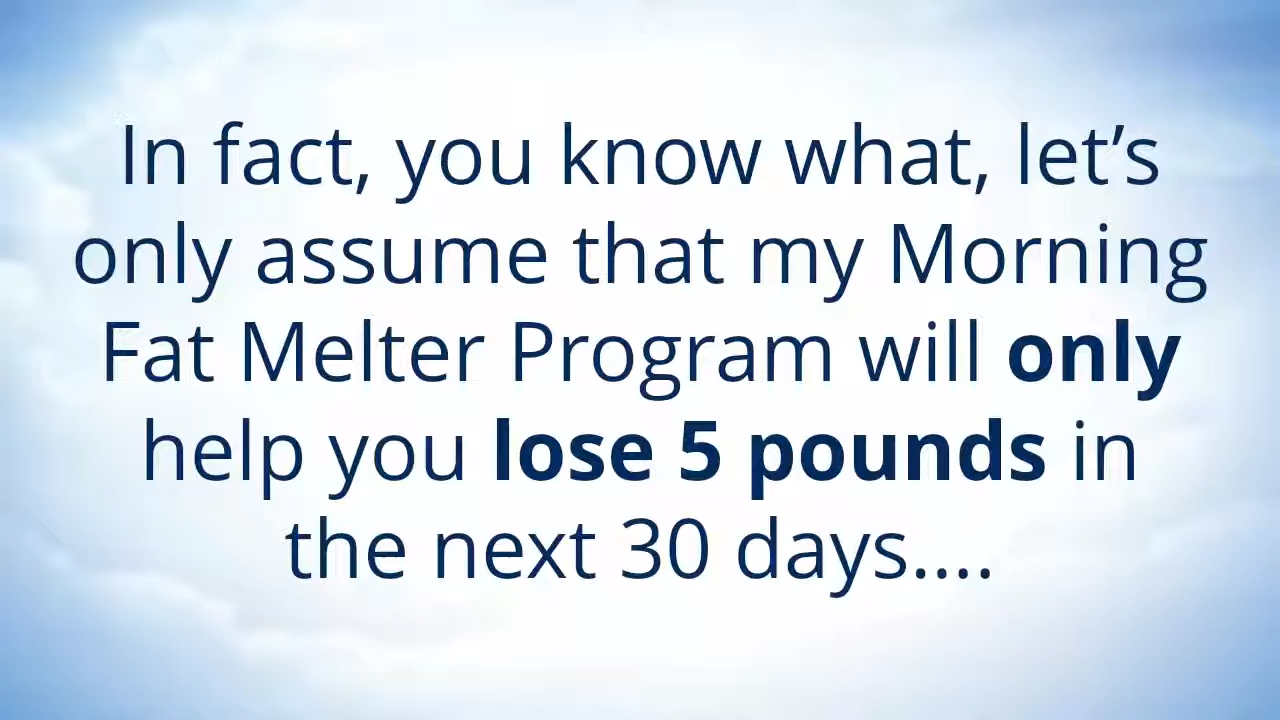 In fact, you know what, let’s
only assume that my Morning
Fat Melter Program will only
help you lose 5 pounds in
the next 30 days....